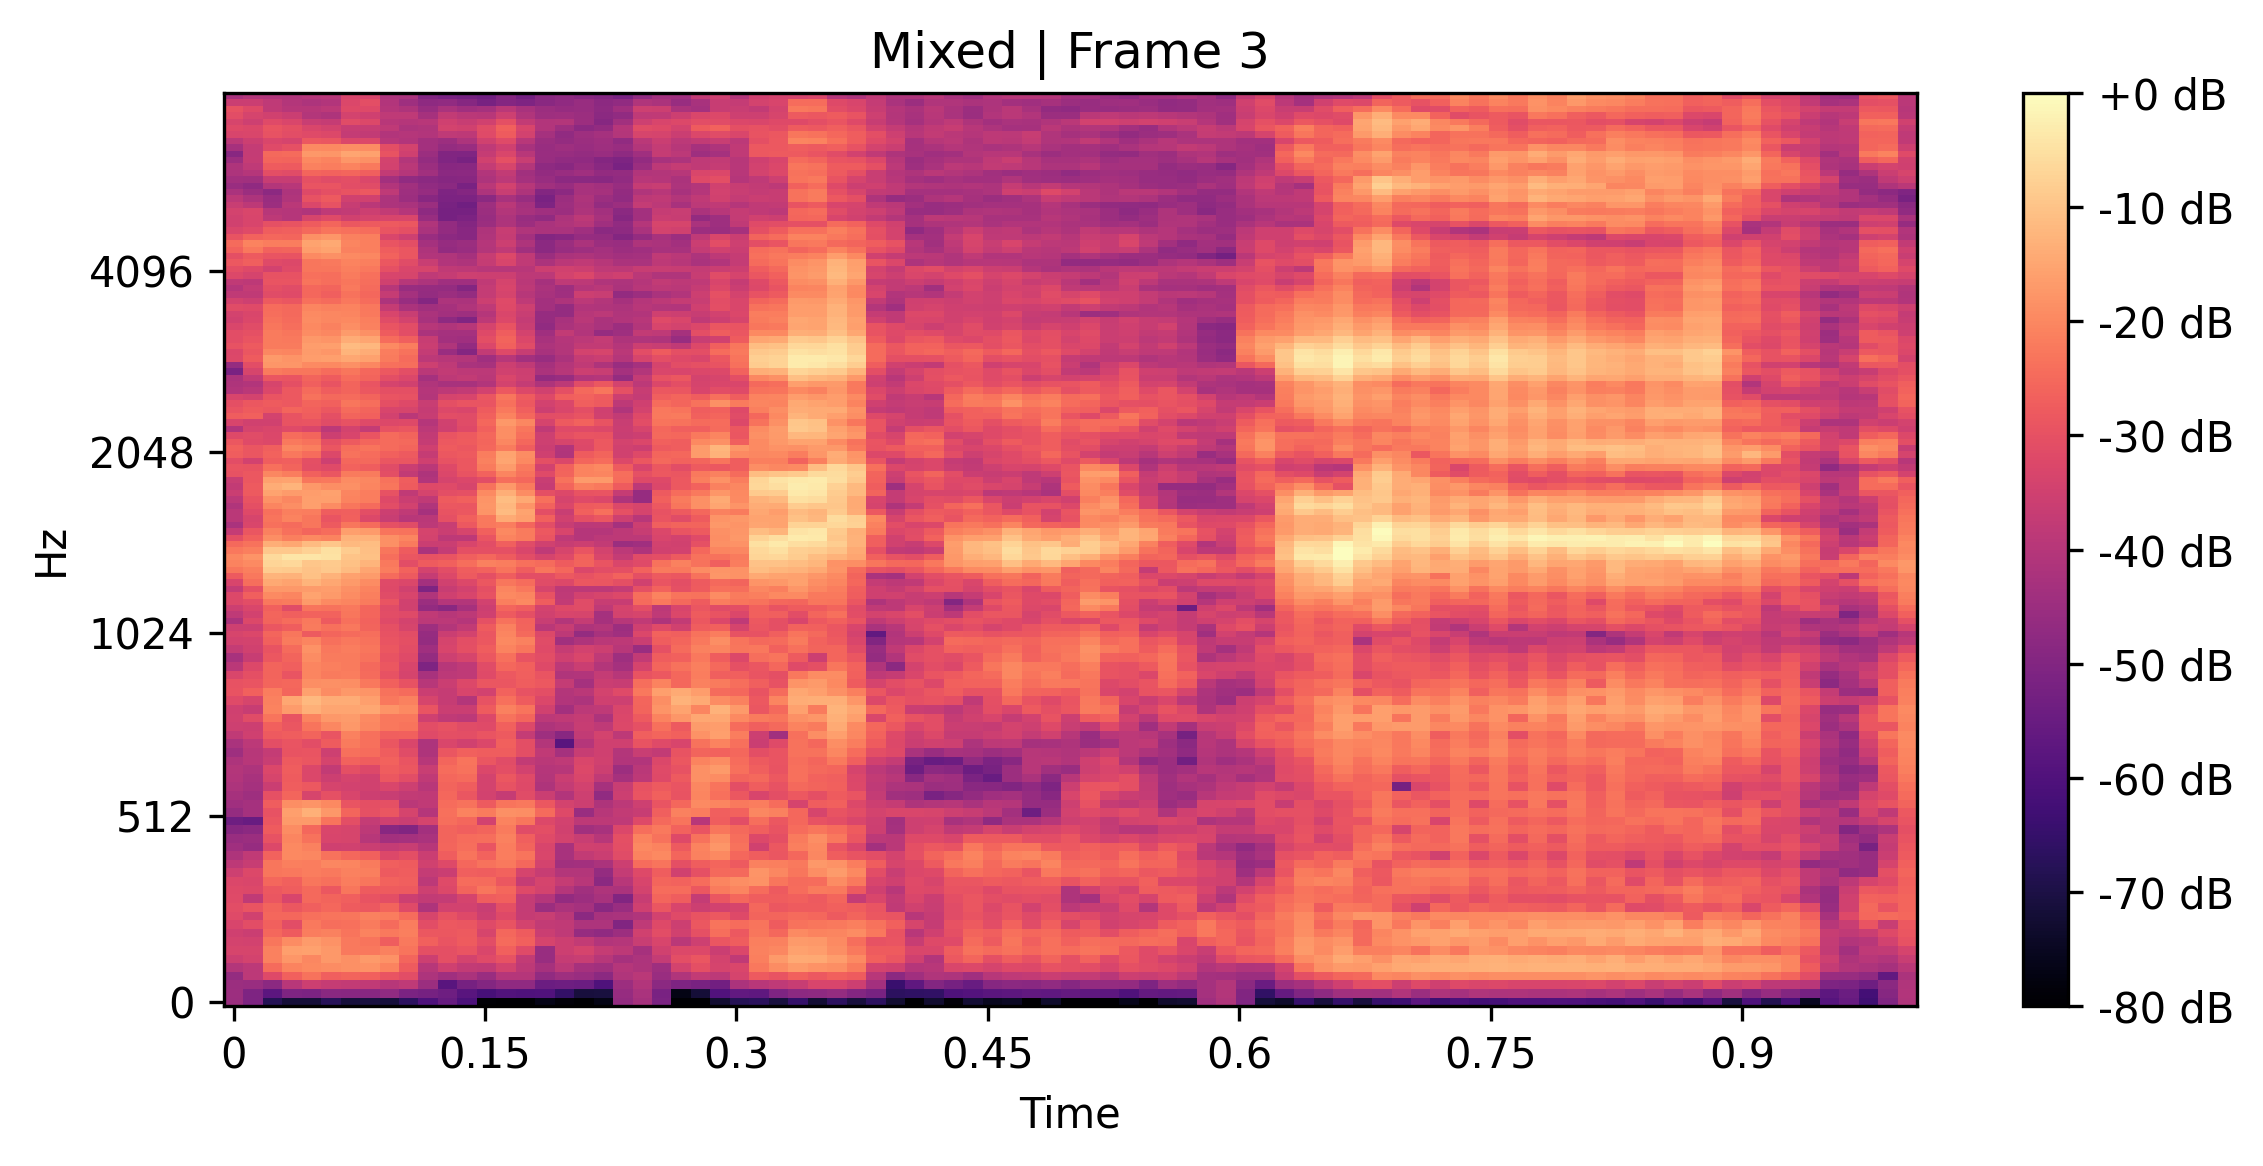 Mixed | Frame 3
Hz
4096
2048
1024
512
0
0
0.15
0.3
0.45
0.6
0.75
0.9
Time
+0 dB
-10 dB
-20 dB
-30 dB
-40 dB
-50 dB
-60 dB
-70 dB
-80 dB